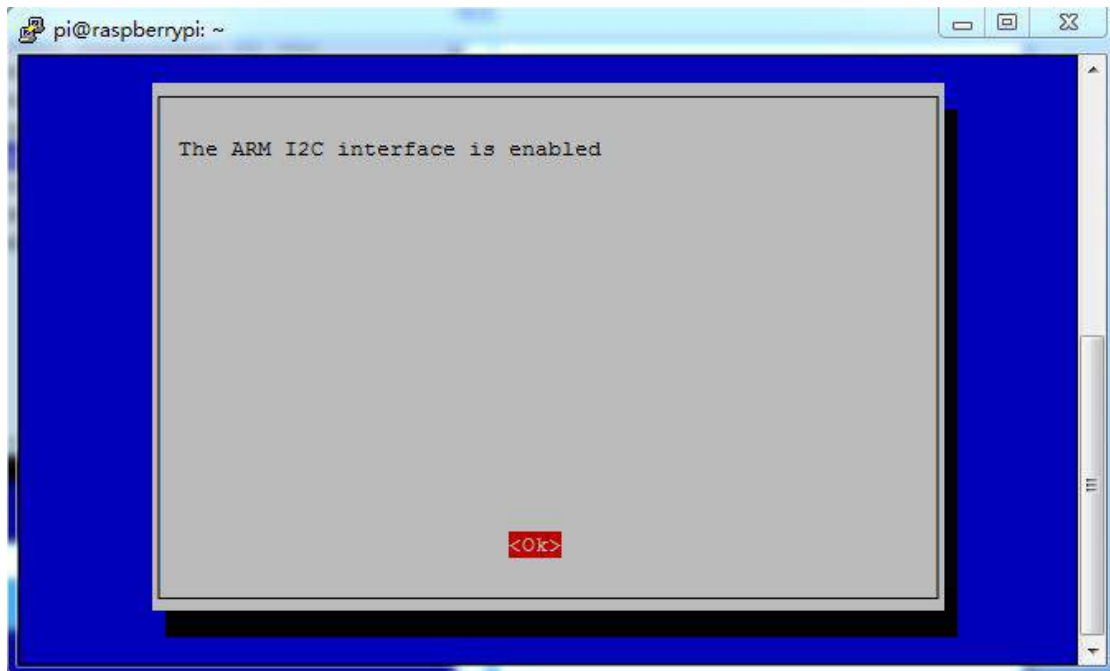 pi@raspberrypi: ~
The ARM I2C interface is enabled
<Ok>